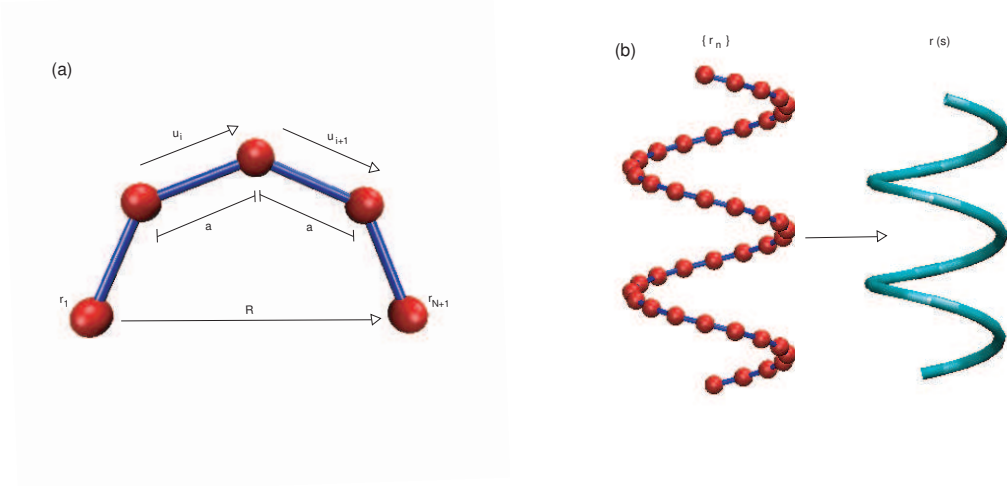 (a)
u_i
u_{i+1}
a
a
r_1
R
r_{N+1}
(b)
{ r_n }
r (s)